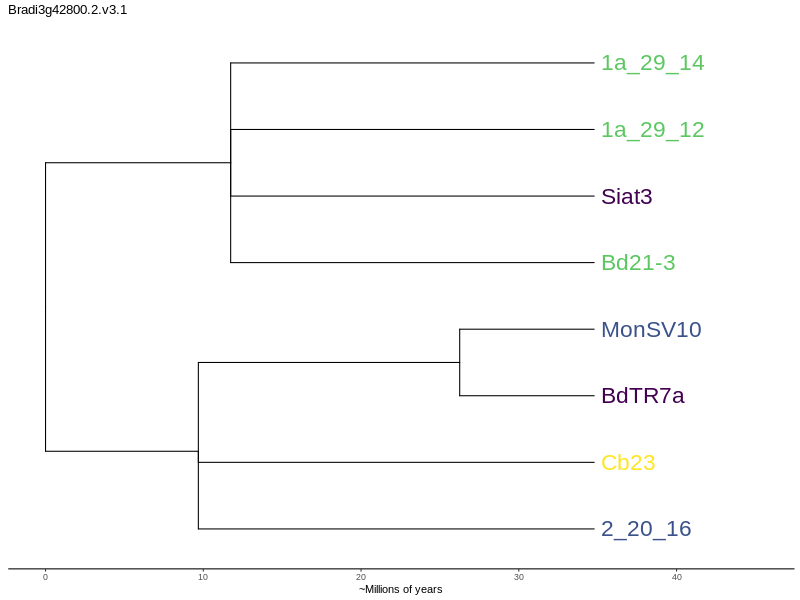 Bradi3g42800.2.v3.1
1a_29_14
1a_29_12
Siat3
Bd21-3
MonSV10
BdTR7a
Cb23
2_20_16
0 10 20 30 40
~Millions of years